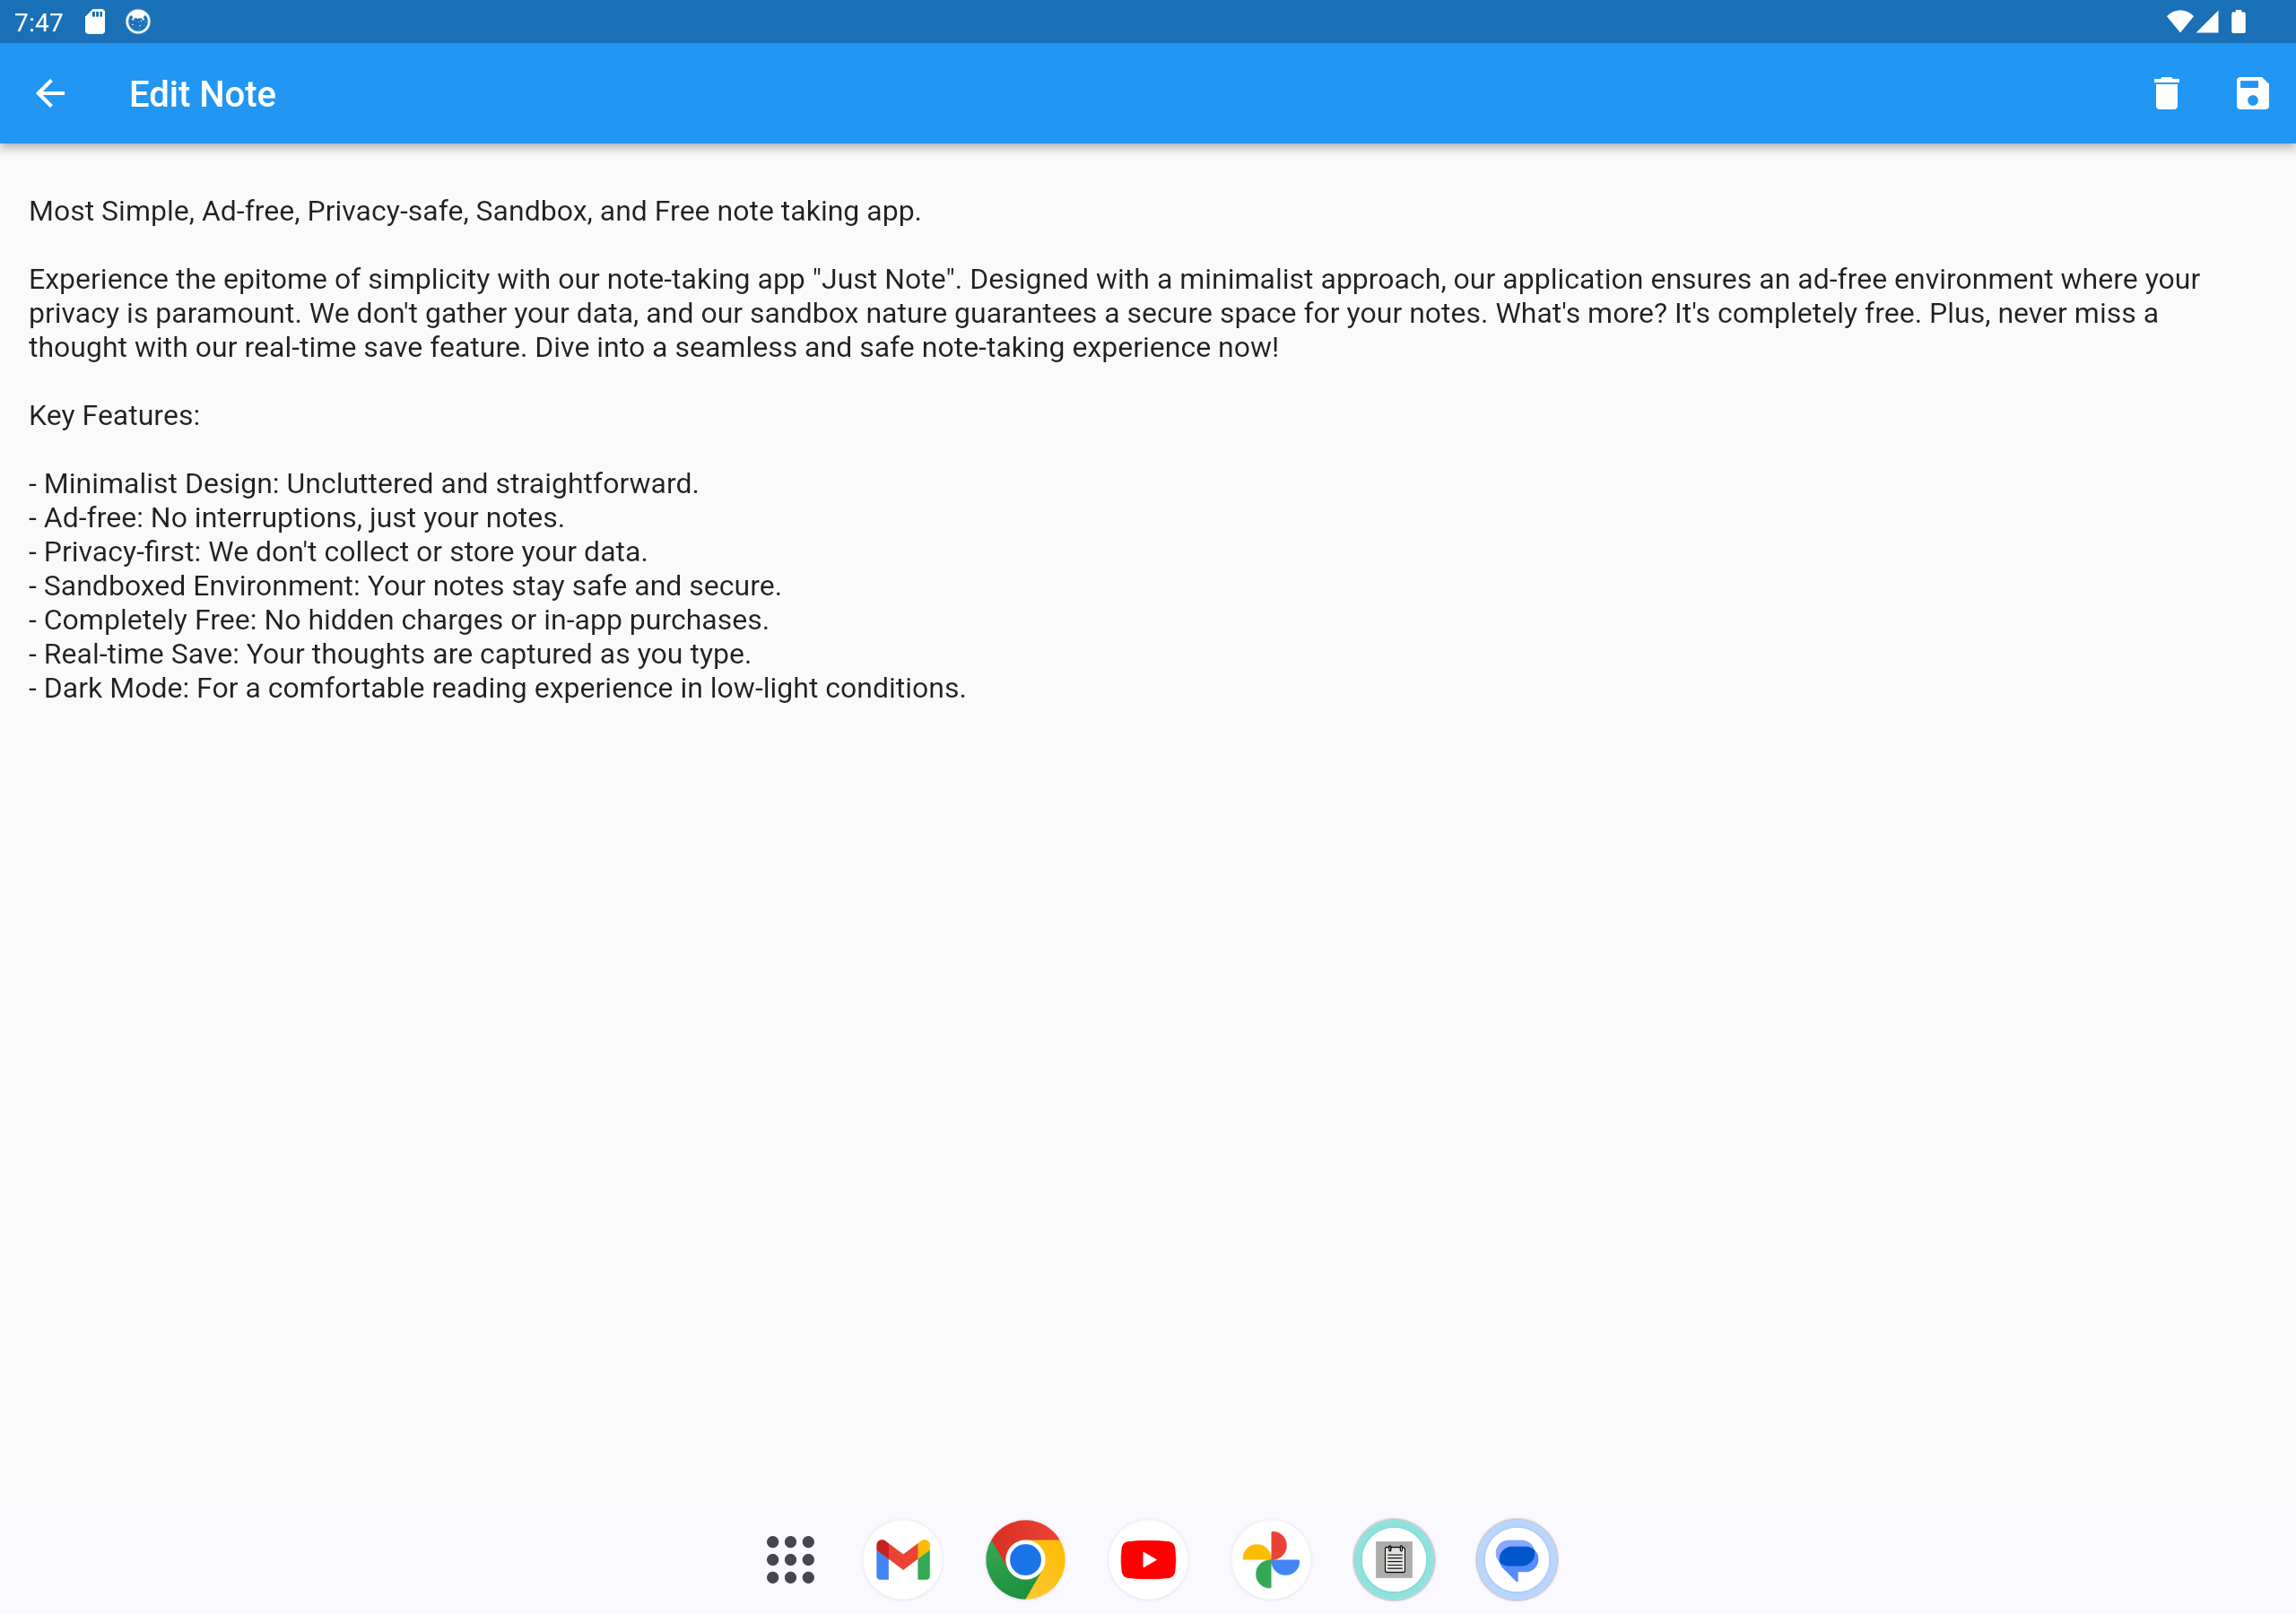 7:47
Edit Note
Most Simple, Ad-free, Privacy-safe, Sandbox, and Free note taking app.
Experience the epitome of simplicity with our note-taking app "Just Note". Designed with a minimalist approach, our application ensures an ad-free environment where your
privacy is paramount. We don't gather your data, and our sandbox nature guarantees a secure space for your notes. What's more? It's completely free. Plus, never miss a
thought with our real-time save feature. Dive into a seamless and safe note-taking experience now!
Key Features:
- Minimalist Design: Uncluttered and straightforward.
- Ad-free: No interruptions, just your notes.
- Privacy-first: We don't collect or store your data.
- Sandboxed Environment: Your notes stay safe and secure.
- Completely Free: No hidden charges or in-app purchases.
- Real-time Save: Your thoughts are captured as you type.
- Dark Mode: For a comfortable reading experience in low-light conditions.